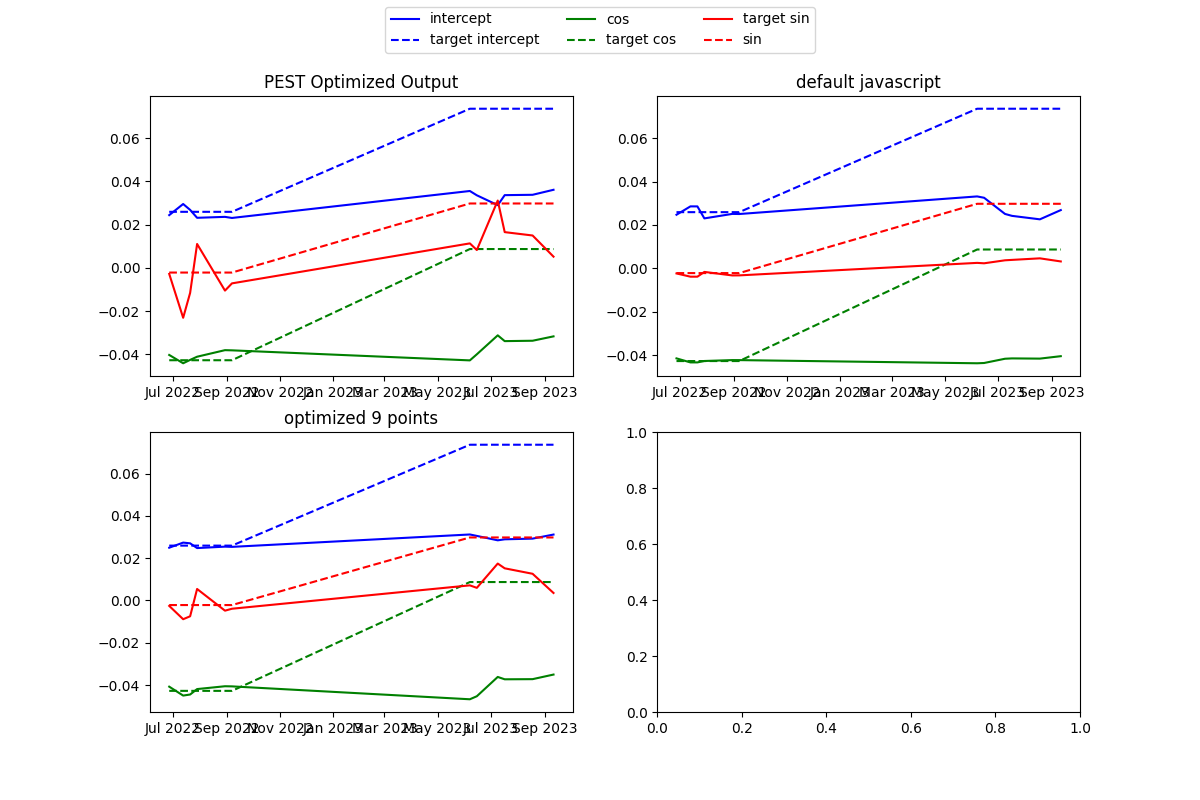 intercept cos target sin
target intercept target cos sin
PEST Optimized Output default javascript
0.06 0.06
0.04 0.04
0.02 0.02
0.00 0.00
−0.02 −0.02
−0.04 −0.04
Jul 2022 Sep 2022 Nov 2022 Jan 2023 Mar 2023 May 2023 Jul 2023 Sep 2023 Jul 2022 Sep 2022 Nov 2022 Jan 2023 Mar 2023 May 2023 Jul 2023 Sep 2023
optimized 9 points
1.0
0.06
0.8
0.04
0.02 0.6
0.00 0.4
−0.02
0.2
−0.04
0.0
Jul 2022 Sep 2022 Nov 2022 Jan 2023 Mar 2023 May 2023 Jul 2023 Sep 2023 0.0 0.2 0.4 0.6 0.8 1.0